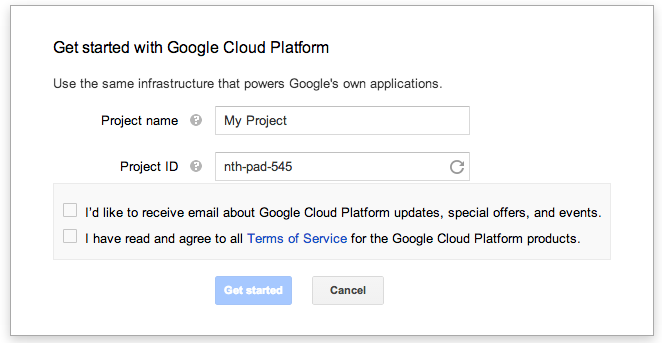 Get started with Google Cloud Platform
Use the same infrastructure that powers Google's own applications.
Project name ? My Project
Project ID ? nth-pad-545
I'd like to receive email about Google Cloud Platform updates, special offers, and events.
I have read and agree to all Terms of Service for the Google Cloud Platform products.
Get started Cancel